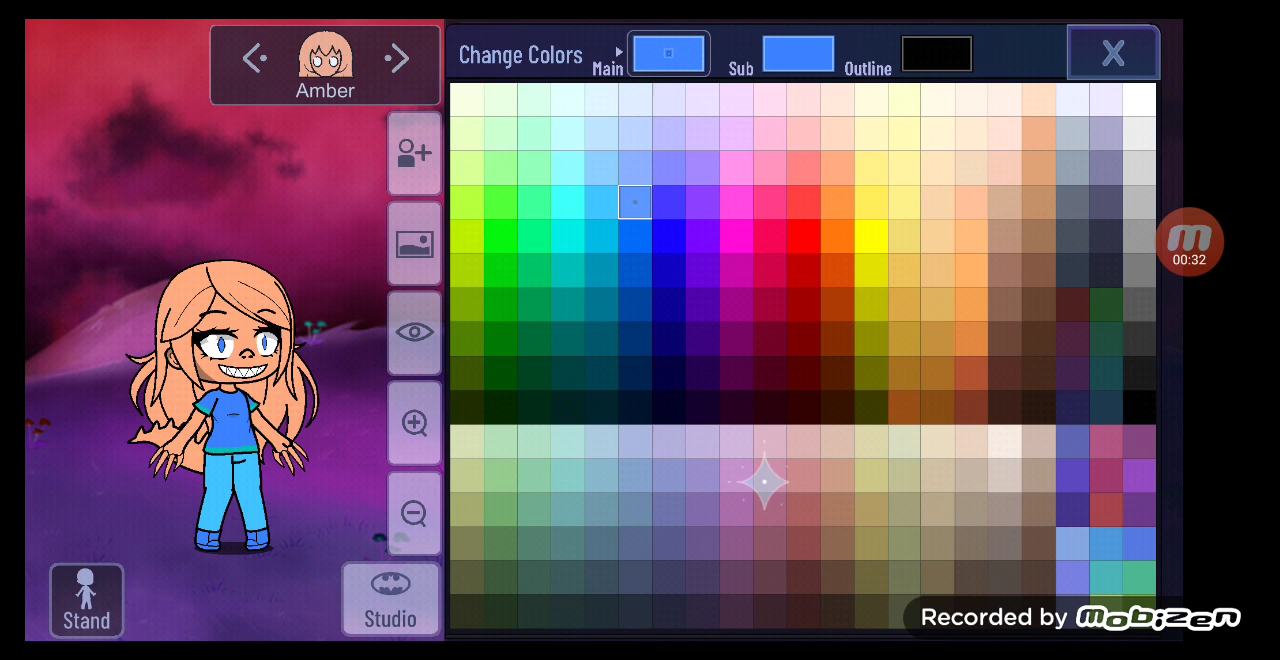 Amber
Change Colors
Main
Sub
Outline
X
00:32
Stand
Studio
Recorded by mobizen